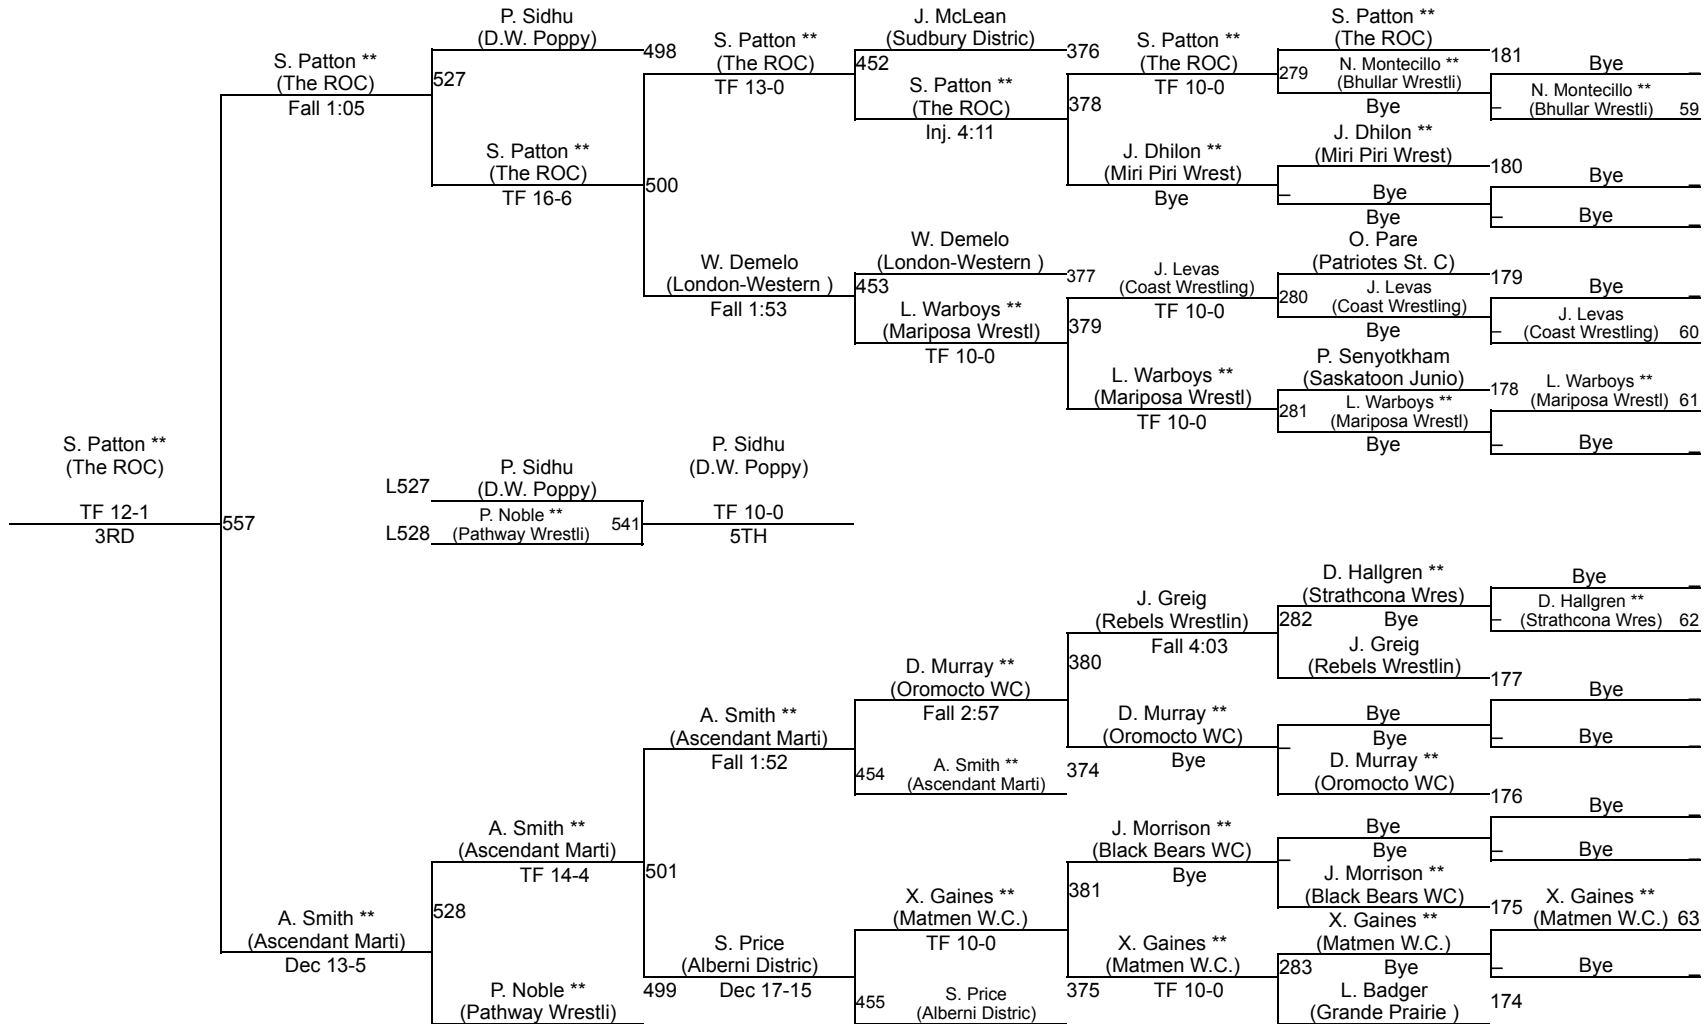 P. Sidhu
(D.W. Poppy)
498
S. Patton **
(The ROC)
Fall 1:05
527
S. Patton **
(The ROC)
TF 16-6
S. Patton **
(The ROC)
TF 13-0
500
W. Demelo
(London-Western )
Fall 1:53
J. McLean
(Sudbury Distric)
376
452
S. Patton **
(The ROC)
Inj. 4:11
378
W. Demelo
(London-Western )
377
453
L. Warboys **
(Mariposa Wrestl)
TF 10-0
379
S. Patton **
(The ROC)
TF 10-0
J. Dhilon **
(Miri Piri Wrest)
Bye
J. Levas
(Coast Wrestling)
TF 10-0
L. Warboys **
(Mariposa Wrestl)
TF 10-0
S. Patton **
(The ROC)
181
279
N. Montecillo **
(Bhullar Wrestli)
Bye
J. Dhilon **
(Miri Piri Wrest)
180
Bye
Bye
O. Pare
(Patriotes St. C)
179
280
J. Levas
(Coast Wrestling)
Bye
P. Senyotkham
(Saskatoon Junio)
178
281
L. Warboys **
(Mariposa Wrestl)
Bye
Bye
N. Montecillo **
(Bhullar Wrestli) 59
Bye
Bye
Bye
J. Levas
(Coast Wrestling) 60
L. Warboys **
(Mariposa Wrestl) 61
Bye
S. Patton **
(The ROC)
TF 12-1
3RD
557
L527
P. Sidhu
(D.W. Poppy)
L528
P. Noble **
(Pathway Wrestli)
541
P. Sidhu
(D.W. Poppy)
TF 10-0
5TH
A. Smith **
(Ascendant Marti)
Dec 13-5
A. Smith **
(Ascendant Marti)
TF 14-4
528
P. Noble **
(Pathway Wrestli)
499
A. Smith **
(Ascendant Marti)
Fall 1:52
501
S. Price
(Alberni Distric)
Dec 17-15
D. Murray **
(Oromocto WC)
Fall 2:57
454
A. Smith **
(Ascendant Marti)
374
X. Gaines **
(Matmen W.C.)
TF 10-0
455
S. Price
(Alberni Distric)
375
J. Greig
(Rebels Wrestlin)
Fall 4:03
380
D. Murray **
(Oromocto WC)
Bye
J. Morrison **
(Black Bears WC)
Bye
381
X. Gaines **
(Matmen W.C.)
TF 10-0
D. Hallgren **
(Strathcona Wres)
282
Bye
J. Greig
(Rebels Wrestlin)
177
Bye
Bye
D. Murray **
(Oromocto WC)
176
Bye
Bye
J. Morrison **
(Black Bears WC)
175
X. Gaines **
(Matmen W.C.)
283
Bye
L. Badger
(Grande Prairie )
174
Bye
D. Hallgren **
(Strathcona Wres) 62
Bye
Bye
Bye
Bye
X. Gaines **
(Matmen W.C.) 63
Bye